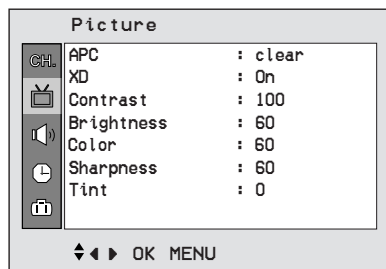 Picture
CH.
APC : clear
XD : On
Contrast : 100
Brightness : 60
Color : 60
Sharpness : 60
Tint : 0
OK MENU